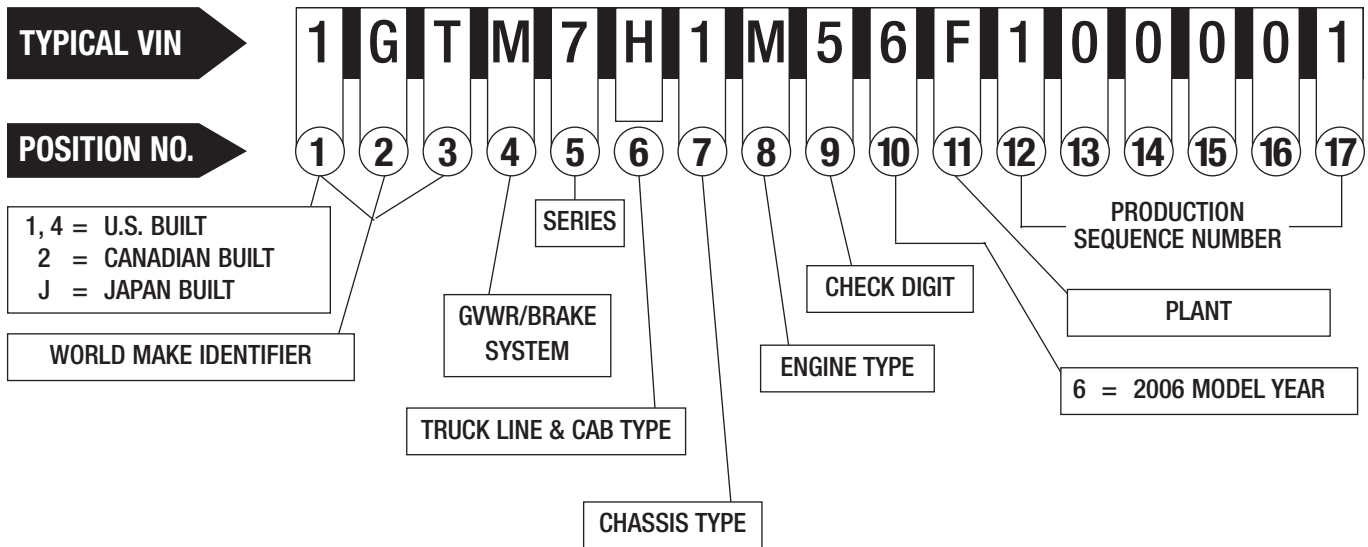 TYPICAL VIN
1 G T M 7 H 1 M 5 6 F 1 0 0 0 0 1
POSITION NO.
1 2 3 4 5 6 7 8 9 10 11 12 13 14 15 16 17
1, 4 = U.S. BUILT
2 = CANADIAN BUILT
J = JAPAN BUILT
WORLD MAKE IDENTIFIER
GVWR/BRAKE
SYSTEM
SERIES
TRUCK LINE & CAB TYPE
CHASSIS TYPE
ENGINE TYPE
CHECK DIGIT
6 = 2006 MODEL YEAR
PLANT
PRODUCTION
SEQUENCE NUMBER